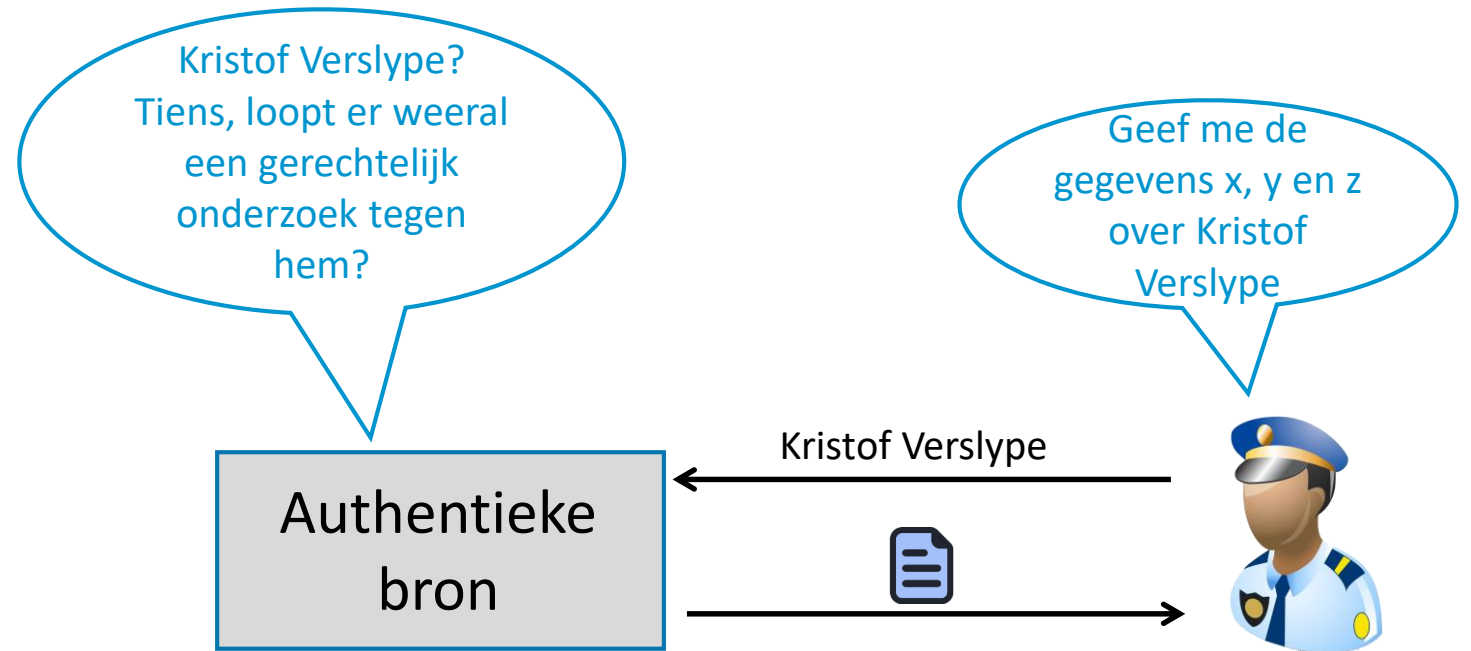 Kristof Verslype?
Tiens, loopt er weeral
een gerechtelijk
onderzoek tegen
hem?
Geef me de
gegevens x, y en z
over Kristof
Verslype
Kristof Verslype
Authentieke
bron